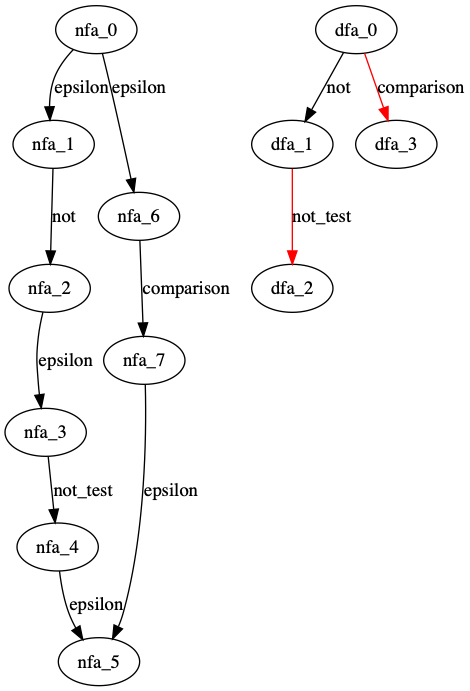 nfa_0
dfa_0
epsilon
epsilon
not
comparison
nfa_1
dfa_1
dfa_3
not
nfa_6
not_test
nfa_2
comparison
dfa_2
epsilon
nfa_7
nfa_3
not_test
epsilon
nfa_4
epsilon
nfa_5